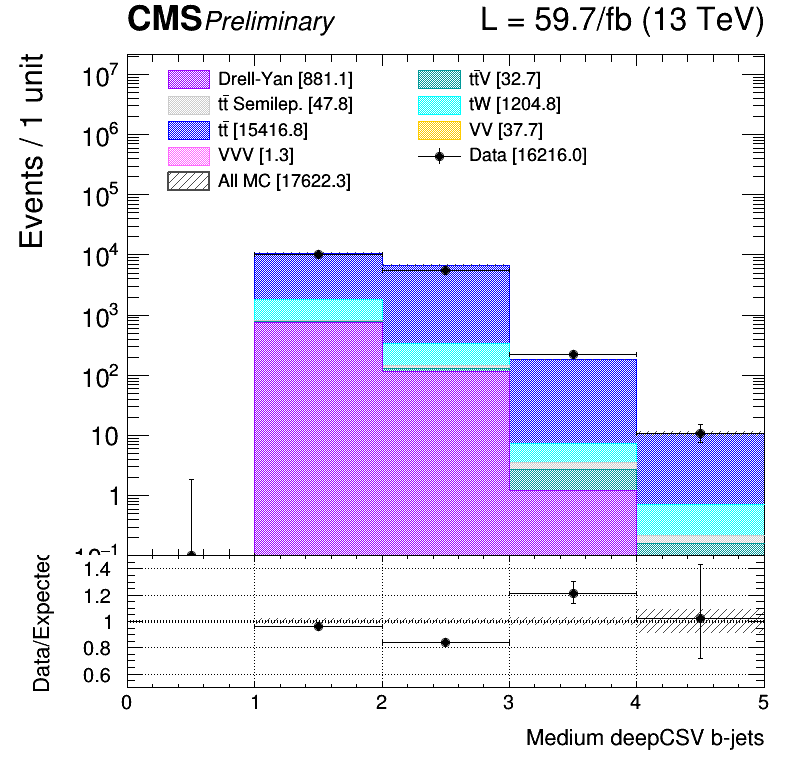 CMS Preliminary L = 59.7/fb (13 TeV)
Events / 1 unit
10⁷
10⁶
10⁵
10⁴
10³
10²
10
1
10⁻¹
Drell-Yan [881.1]
tt̄ Semilep. [47.8]
tt̄ [15416.8]
VVV [1.3]
All MC [17622.3]
tt̄V [32.7]
tW [1204.8]
VV [37.7]
Data [16216.0]
Data/Expected
1.4
1.2
1
0.8
0.6
0 1 2 3 4 5
Medium deepCSV b-jets